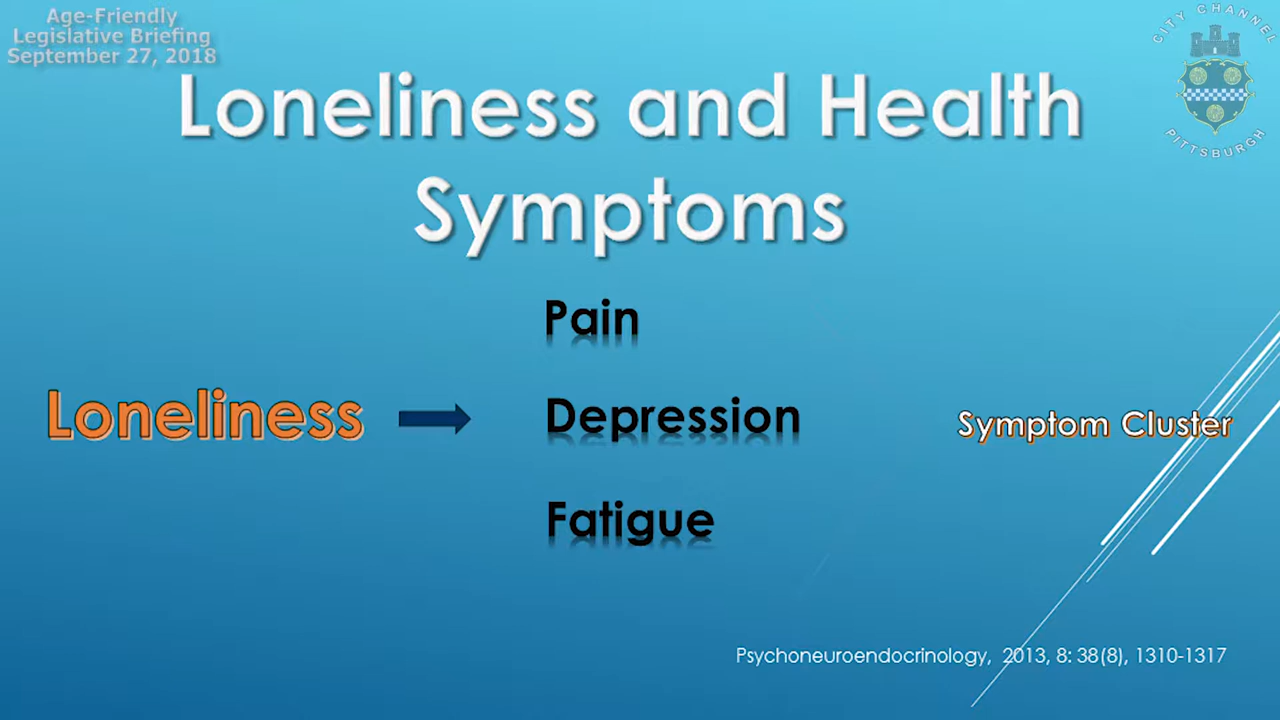 Age-Friendly
Legislative Briefing
September 27, 2018
CITY CHANNEL
PITTSBURGH
Loneliness and Health
Symptoms
Pain
Loneliness
Depression
Symptom Cluster
Fatigue
Psychoneuroendocrinology, 2013, 8: 38(8), 1310-1317